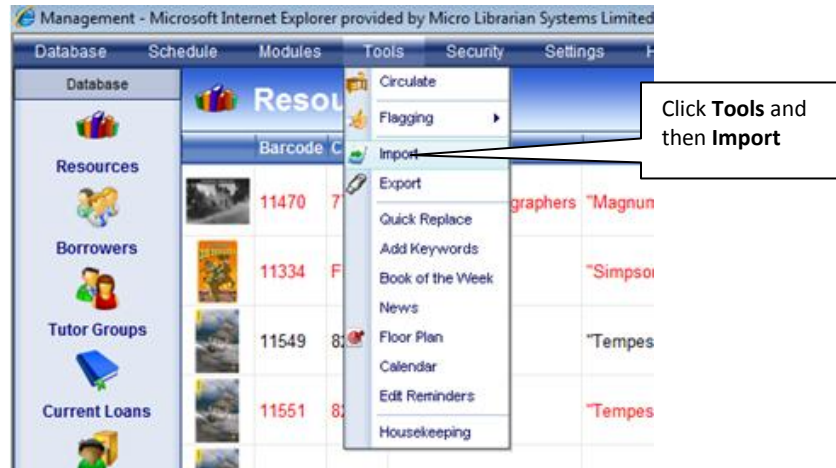 Management - Microsoft Internet Explorer provided by Micro Librarian Systems Limited
Database Schedule Modules Tools Security Settings
Database
Resources
Borrowers
Tutor Groups
Current Loans
Barcode
11470 graphers "Magnum
11334 F "Simpso
11549 "Tempes
11551 "Tempes
Circulate
Flagging
Import
Export
Quick Replace
Add Keywords
Book of the Week
News
Floor Plan
Calendar
Edit Reminders
Housekeeping
Click Tools and
then Import